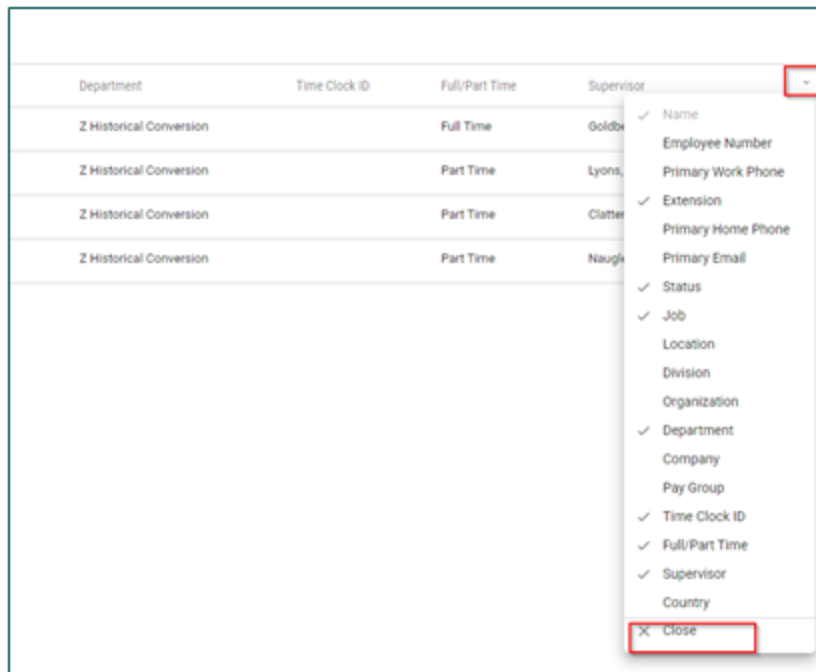 Department Time Clock ID Full/Part Time Supervisor
Z Historical Conversion Full Time
Z Historical Conversion Part Time Lyons,
Z Historical Conversion Part Time
Z Historical Conversion Part Time
Name
Employee Number
Primary Work Phone
Extension
Primary Home Phone
Primary Email
Status
Job
Location
Division
Organization
Department
Company
Pay Group
Time Clock ID
Full/Part Time
Supervisor
Country
Close